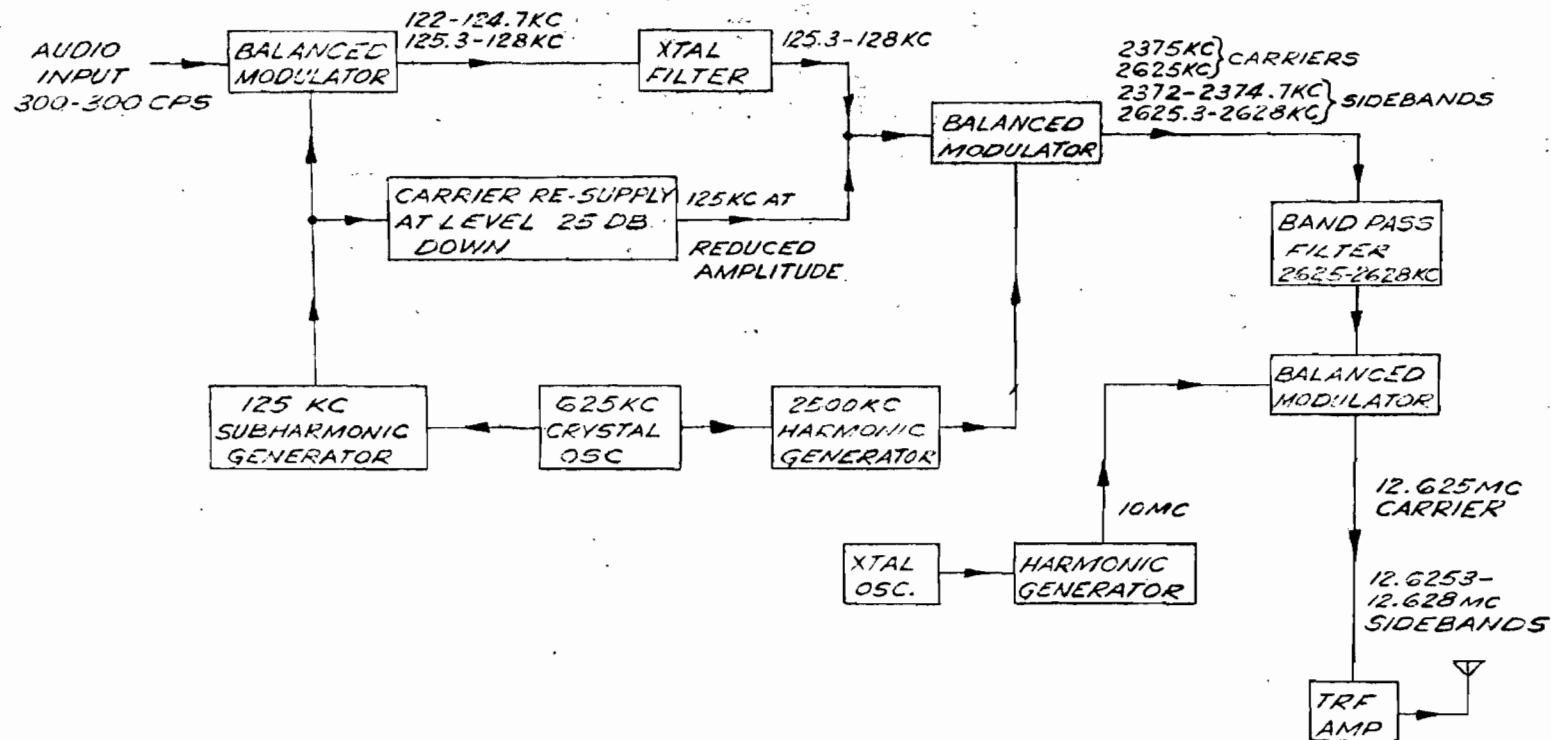 AUDIO
INPUT
300-300 CPS
BALANCED
MODULATOR
122-124.7KC
125.3-128KC
XTAL
FILTER
125.3-128KC
CARRIER RE-SUPPLY
AT LEVEL 25 DB
DOWN
125KC AT
REDUCED
AMPLITUDE
BALANCED
MODULATOR
2375KC
2625KC
CARRIERS
2372-2374.7KC
2625.3-2628KC
SIDEBANDS
BAND PASS
FILTER
2625-2628KC
125 KC
SUBHARMONIC
GENERATOR
625KC
CRYSTAL
OSC
2500KC
HARMONIC
GENERATOR
BALANCED
MODULATOR
10MC
XTAL
OSC.
HARMONIC
GENERATOR
12.625MC
CARRIER
12.6253-
12.628MC
SIDEBANDS
TRF
AMP